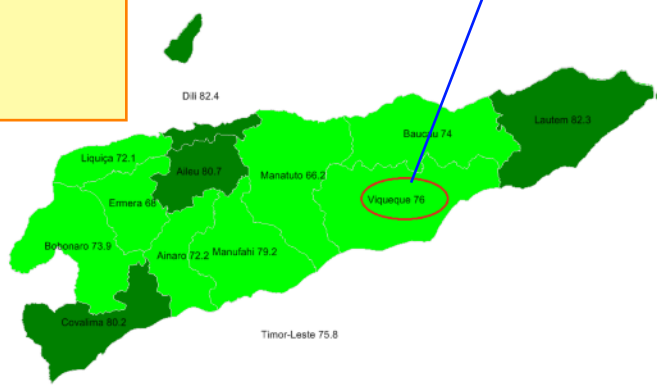 Dili 82.4
Lautem 82.3
Baucau 74
Liquiça 72.1
Aileu 80.7
Manatuto 66.2
Viqueque 76
Ermera 68
Bobonaro 73.9
Ainaro 72.2
Manufahi 79.2
Covalima 80.2
Timor-Leste 75.8